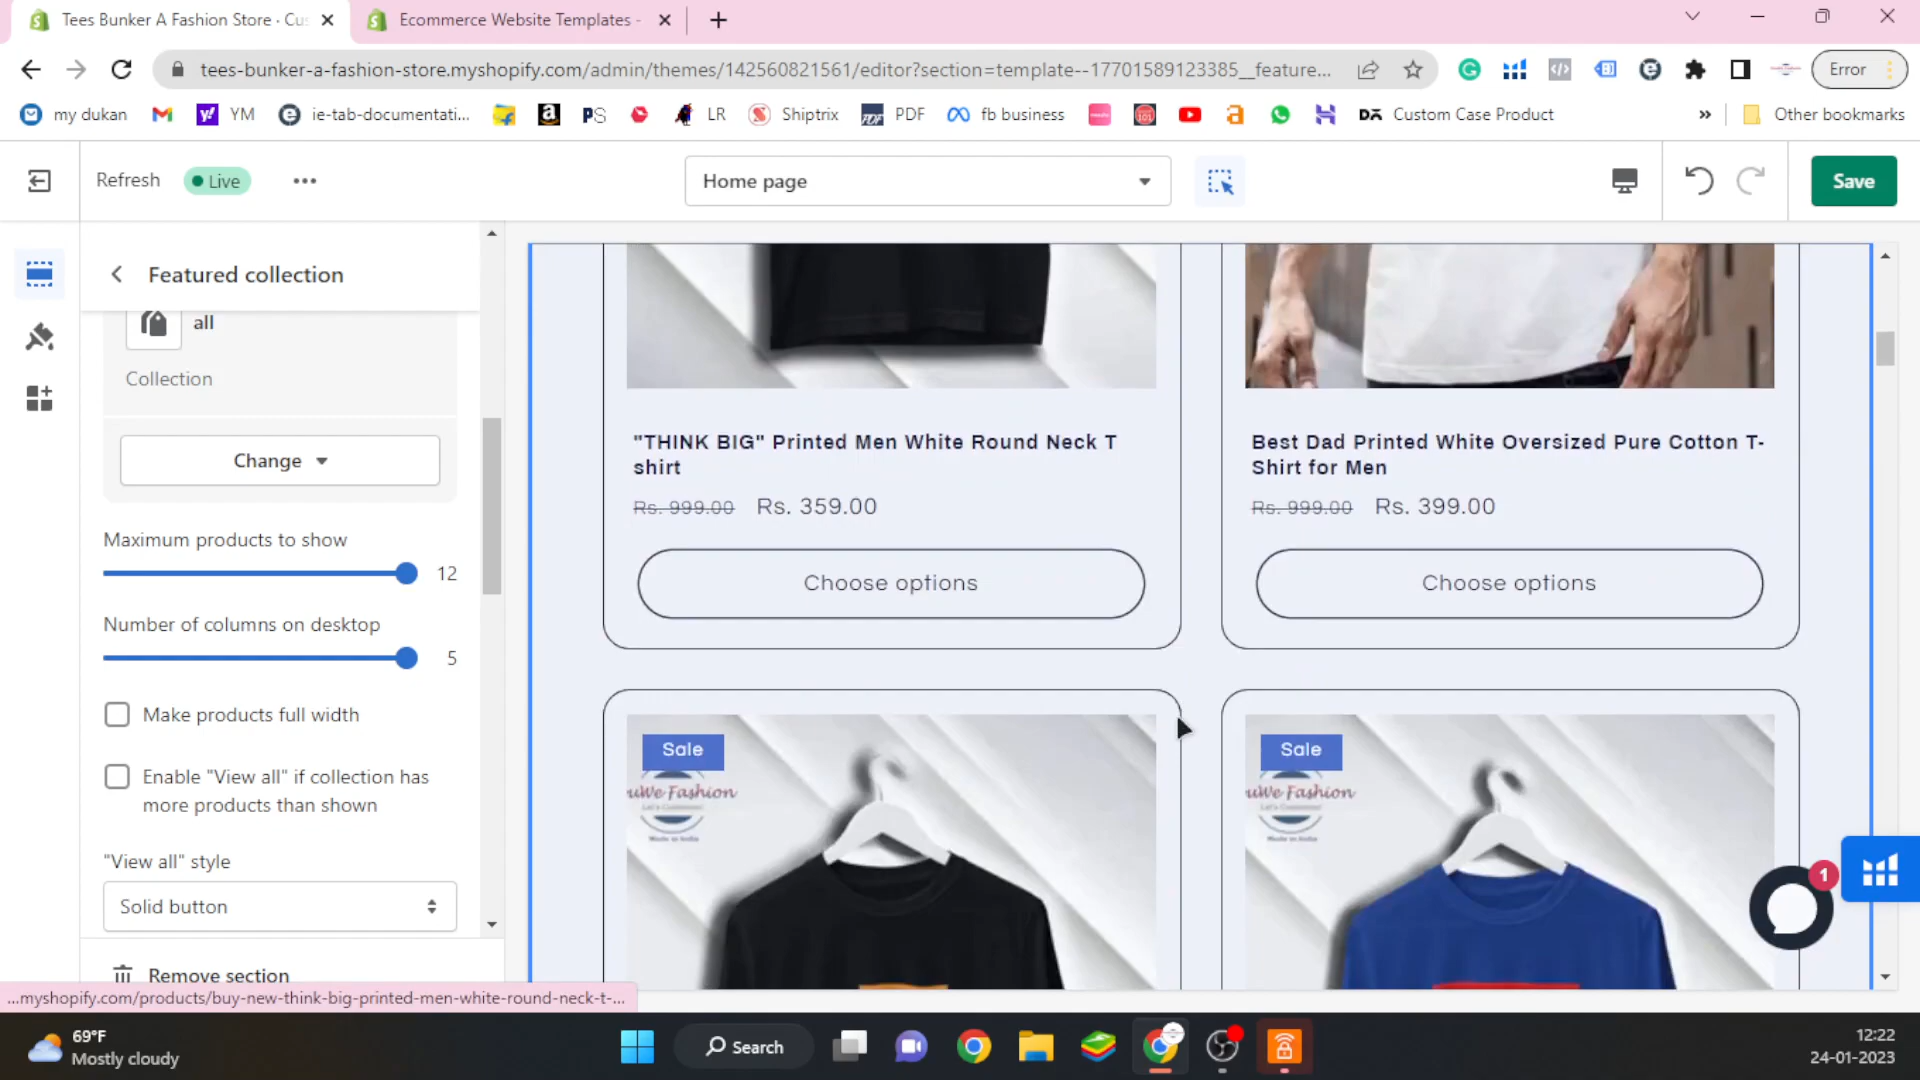 Tees Bunker A Fashion Store · Cus
Ecommerce Website Templates -
tees-bunker-a-fashion-store.myshopify.com/admin/themes/142560821561/editor?section=template--17701589123385__feature...
Error
my dukan
YM
ie-tab-documentati...
PS
LR
Shiptrix
PDF
fb business
Custom Case Product
»
Other bookmarks
Refresh
Live
Home page
Save
Featured collection
all
Collection
Change
Maximum products to show
12
Number of columns on desktop
5
Make products full width
Enable "View all" if collection has
more products than shown
"View all" style
Solid button
Remove section
"THINK BIG" Printed Men White Round Neck T
shirt
Rs. 999.00 Rs. 359.00
Choose options
Best Dad Printed White Oversized Pure Cotton T-
Shirt for Men
Rs. 999.00 Rs. 399.00
Choose options
Sale
uWe Fashion
Made in India
Sale
uWe Fashion
Made in India
1
...myshopify.com/products/buy-new-think-big-printed-men-white-round-neck-t-...
69°F
Mostly cloudy
Search
12:22
24-01-2023